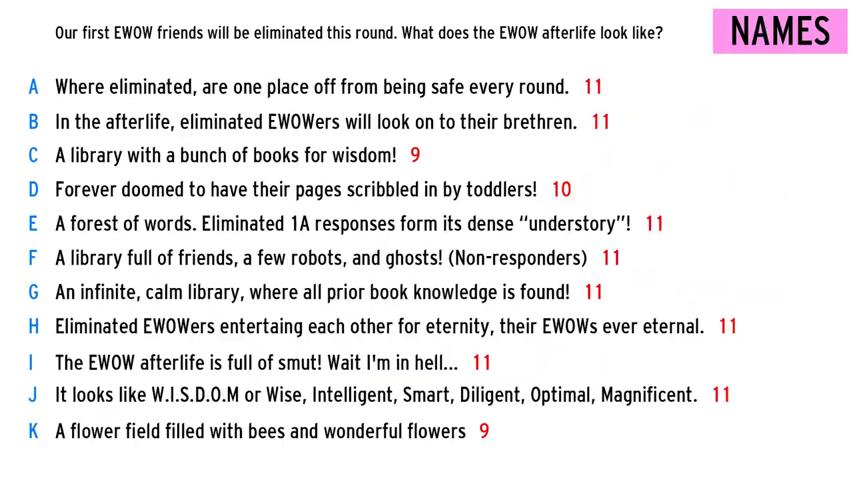 Our first EWOW friends will be eliminated this round. What does the EWOW afterlife look like?
NAMES
A Where eliminated, are one place off from being safe every round. 11
B In the afterlife, eliminated EWOWers will look on to their brethren. 11
C A library with a bunch of books for wisdom! 9
D Forever doomed to have their pages scribbled in by toddlers! 10
E A forest of words. Eliminated 1A responses form its dense “understory”! 11
F A library full of friends, a few robots, and ghosts! (Non-responders) 11
G An infinite, calm library, where all prior book knowledge is found! 11
H Eliminated EWOWers entertaing each other for eternity, their EWOWs ever eternal. 11
I The EWOW afterlife is full of smut! Wait I'm in hell... 11
J It looks like W.I.S.D.O.M or Wise, Intelligent, Smart, Diligent, Optimal, Magnificent. 11
K A flower field filled with bees and wonderful flowers 9